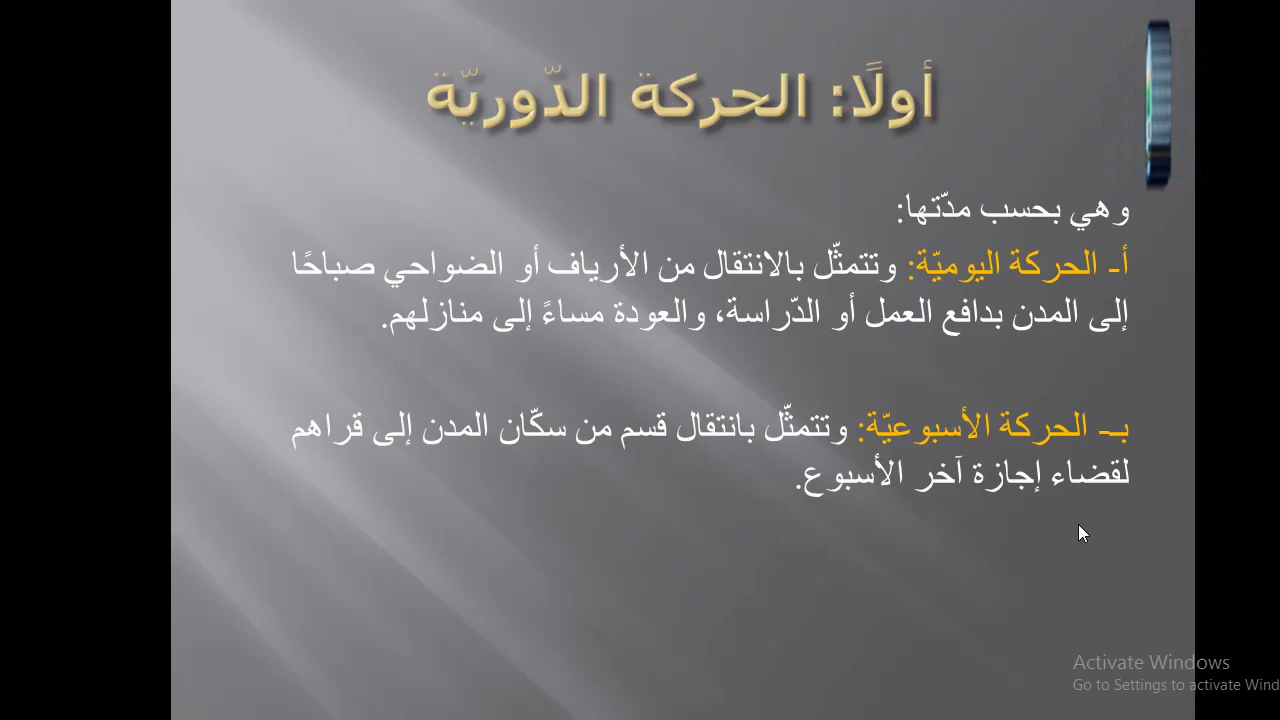 أولًا: الحركة الدّوريّة
وهي بحسب مدّتها:
أ- الحركة اليوميّة: وتتمثّل بالانتقال من الأرياف أو الضواحي صباحًا
إلى المدن بدافع العمل أو الدّراسة، والعودة مساءً إلى منازلهم.
بـ- الحركة الأسبوعيّة: وتتمثّل بانتقال قسم من سكّان المدن إلى قراهم
لقضاء إجازة آخر الأسبوع.
Activate Windows
Go to Settings to activate Wind